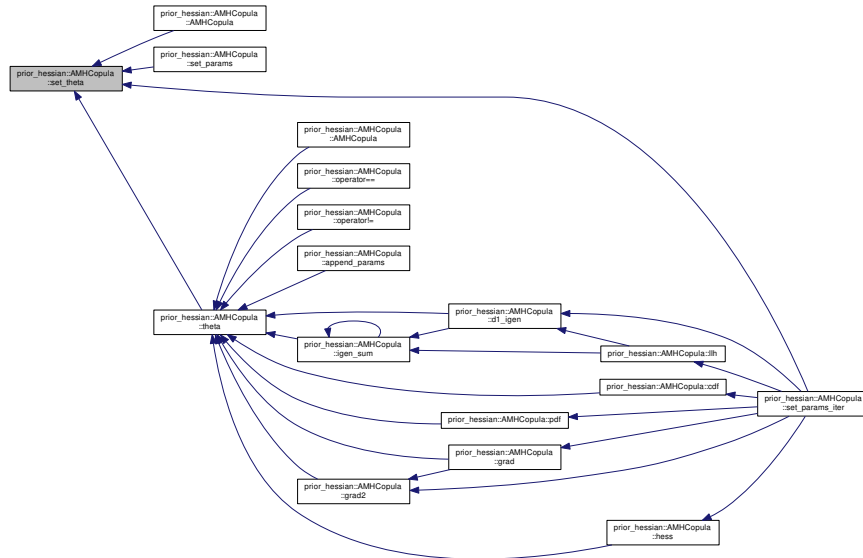 prior_hessian::AMHCopula
::AMHCopula
prior_hessian::AMHCopula
::set_params
prior_hessian::AMHCopula
::set_theta
prior_hessian::AMHCopula
::AMHCopula
prior_hessian::AMHCopula
::operator==
prior_hessian::AMHCopula
::operator!=
prior_hessian::AMHCopula
::append_params
prior_hessian::AMHCopula
::theta
prior_hessian::AMHCopula
::d1_igen
prior_hessian::AMHCopula
::igen_sum
prior_hessian::AMHCopula::llh
prior_hessian::AMHCopula::cdf
prior_hessian::AMHCopula
::set_params_iter
prior_hessian::AMHCopula::pdf
prior_hessian::AMHCopula
::grad
prior_hessian::AMHCopula
::grad2
prior_hessian::AMHCopula
::hess